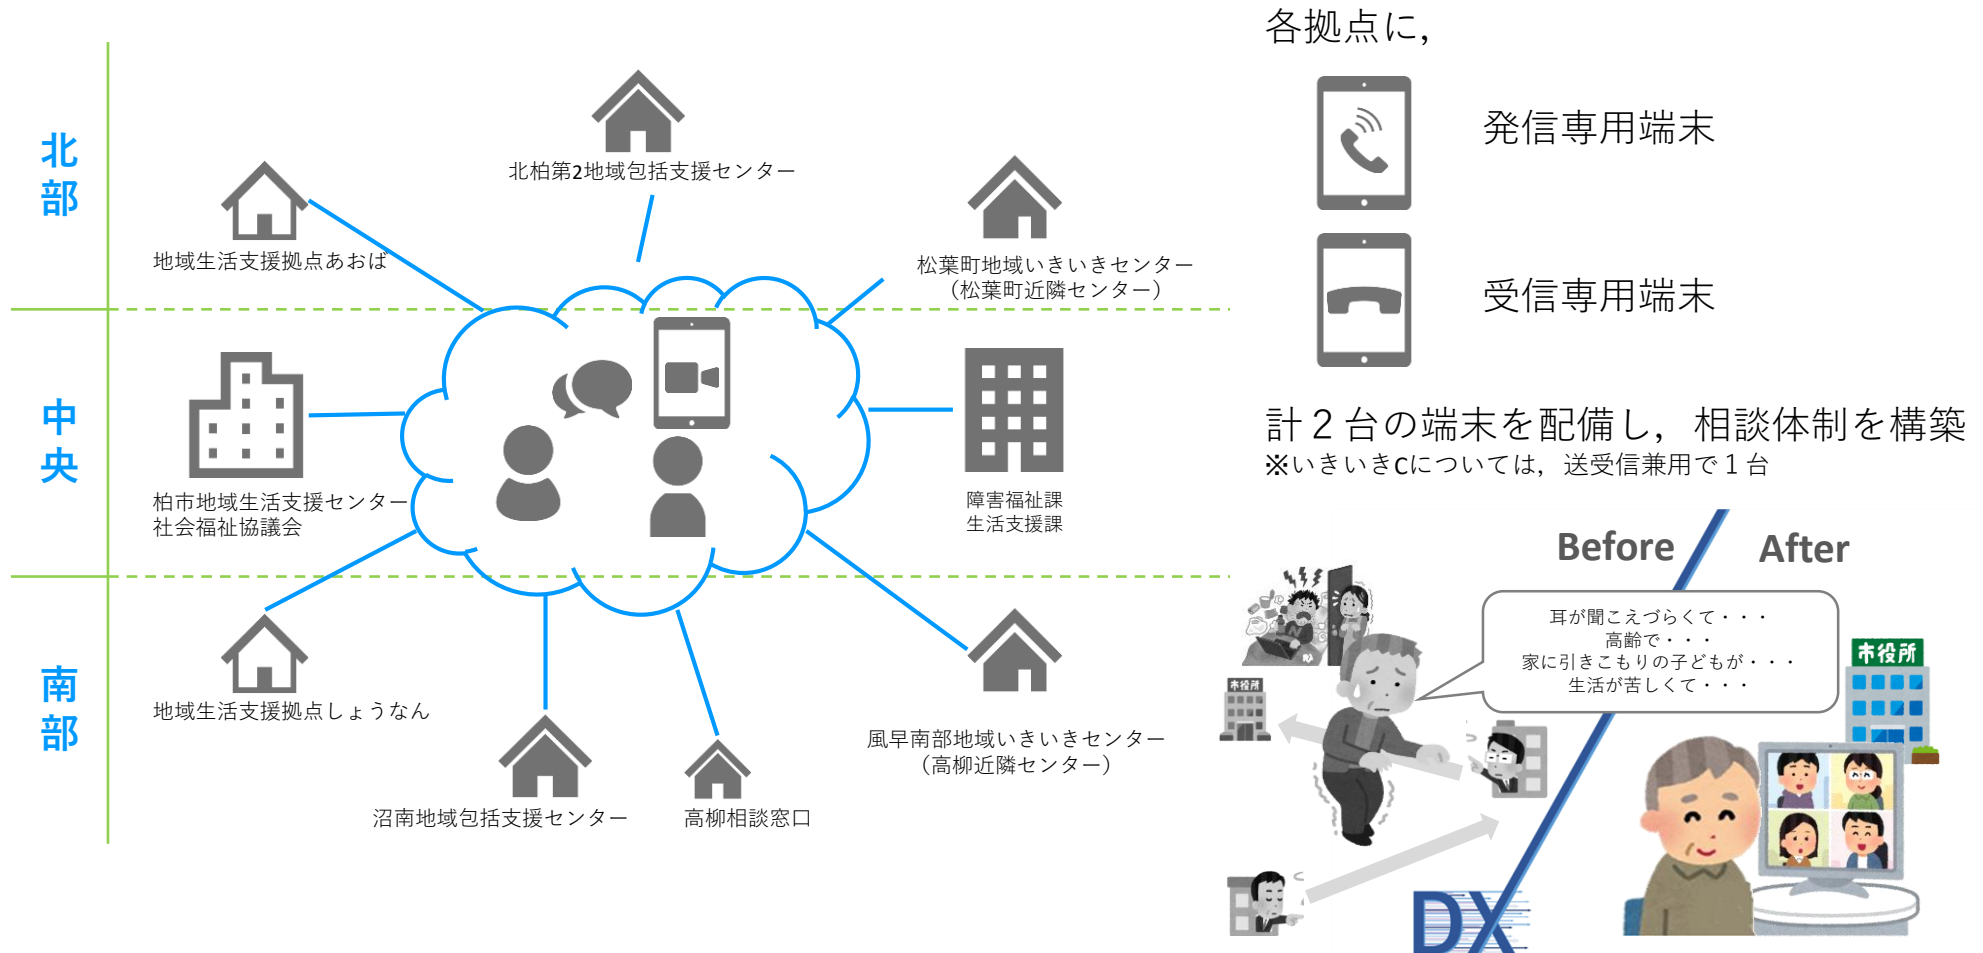 北部
北柏第2地域包括支援センター
地域生活支援拠点あおば
松葉町地域いきいきセンター
（松葉町近隣センター）
中央
柏市地域生活支援センター
社会福祉協議会
障害福祉課
生活支援課
南部
地域生活支援拠点しょうなん
沼南地域包括支援センター
高柳相談窓口
風早南部地域いきいきセンター
（高柳近隣センター）
各拠点に，
発信専用端末
受信専用端末
計２台の端末を配備し，相談体制を構築
※いきいきCについては，送受信兼用で１台
Before
After
耳が聞こえづらくて・・・
高齢で・・・
家に引きこもりの子どもが・・・
生活が苦しくて・・・
市役所
市役所
DX